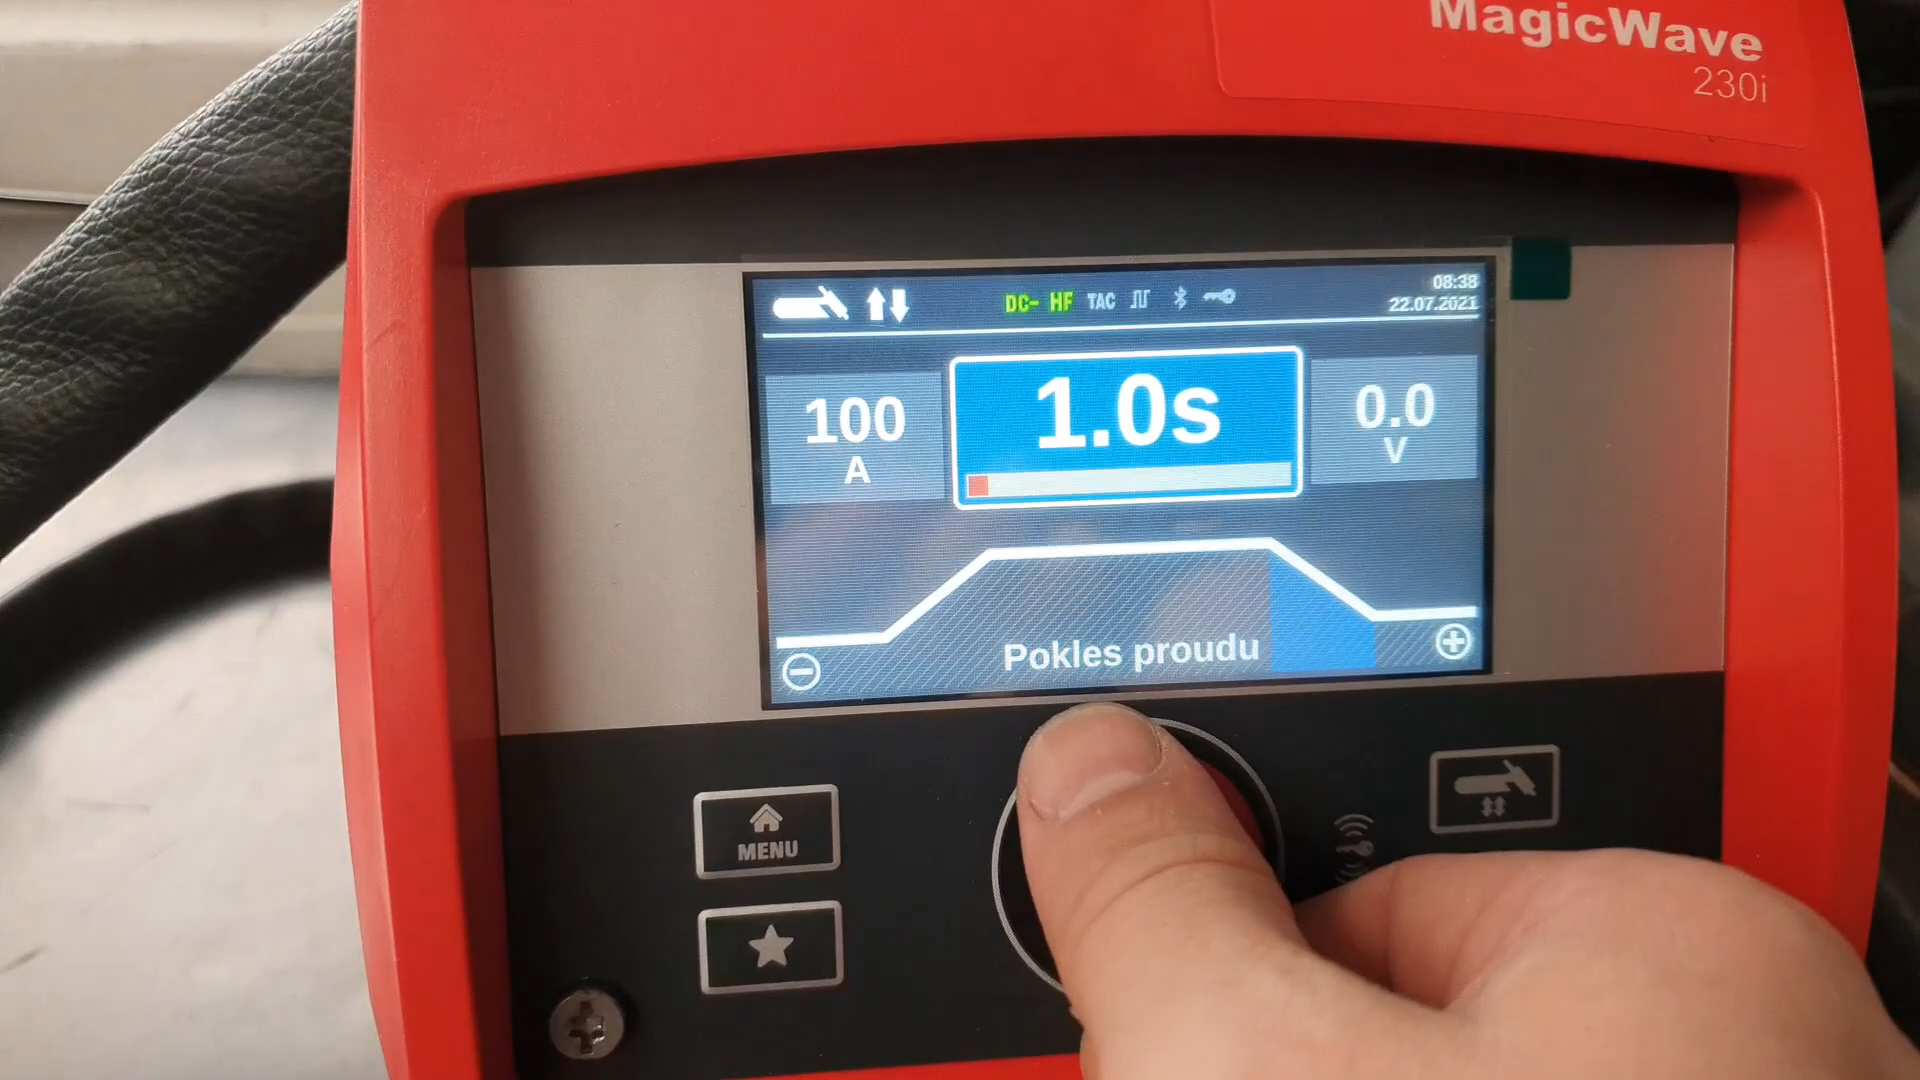 MagicWave
230i
DC- HF TAC
08:38
22.07.2021
100
A
1.0s
0.0
V
Pokles proudu
MENU